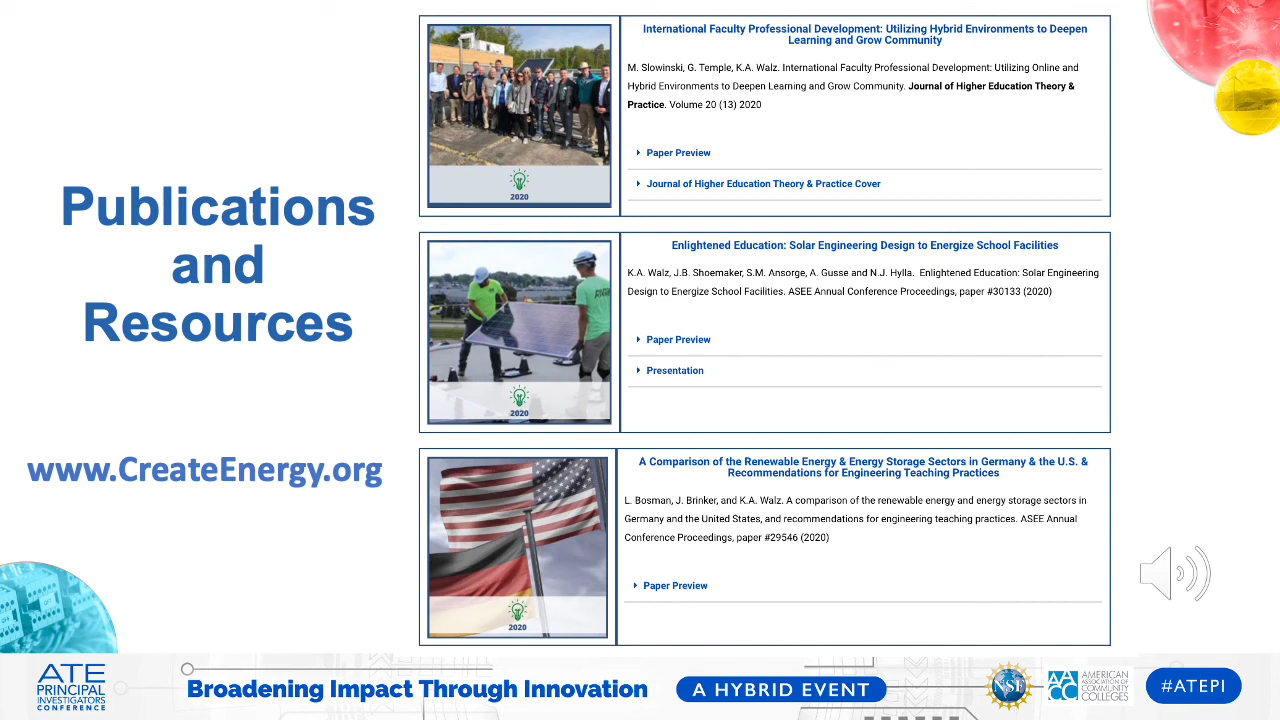 Publications
and
Resources
www.CreateEnergy.org
International Faculty Professional Development: Utilizing Hybrid Environments to Deepen
Learning and Grow Community
M. Slowinski, G. Temple, K.A. Walz. International Faculty Professional Development: Utilizing Online and
Hybrid Environments to Deepen Learning and Grow Community. Journal of Higher Education Theory &
Practice. Volume 20 (13) 2020
Paper Preview
Journal of Higher Education Theory & Practice Cover
2020
Enlightened Education: Solar Engineering Design to Energize School Facilities
K.A. Walz, J.B. Shoemaker, S.M. Ansorge, A. Gusse and N.J. Hylla. Enlightened Education: Solar Engineering
Design to Energize School Facilities. ASEE Annual Conference Proceedings, paper #30133 (2020)
Paper Preview
Presentation
2020
A Comparison of the Renewable Energy & Energy Storage Sectors in Germany & the U.S. &
Recommendations for Engineering Teaching Practices
L. Bosman, J. Brinker, and K.A. Walz. A comparison of the renewable energy and energy storage sectors in
Germany and the United States, and recommendations for engineering teaching practices. ASEE Annual
Conference Proceedings, paper #29546 (2020)
Paper Preview
2020
ATE
PRINCIPAL
INVESTIGATORS
CONFERENCE
Broadening Impact Through Innovation
A HYBRID EVENT
NSF
AACC
AMERICAN
ASSOCIATION OF
COMMUNITY
COLLEGES
#ATEPI